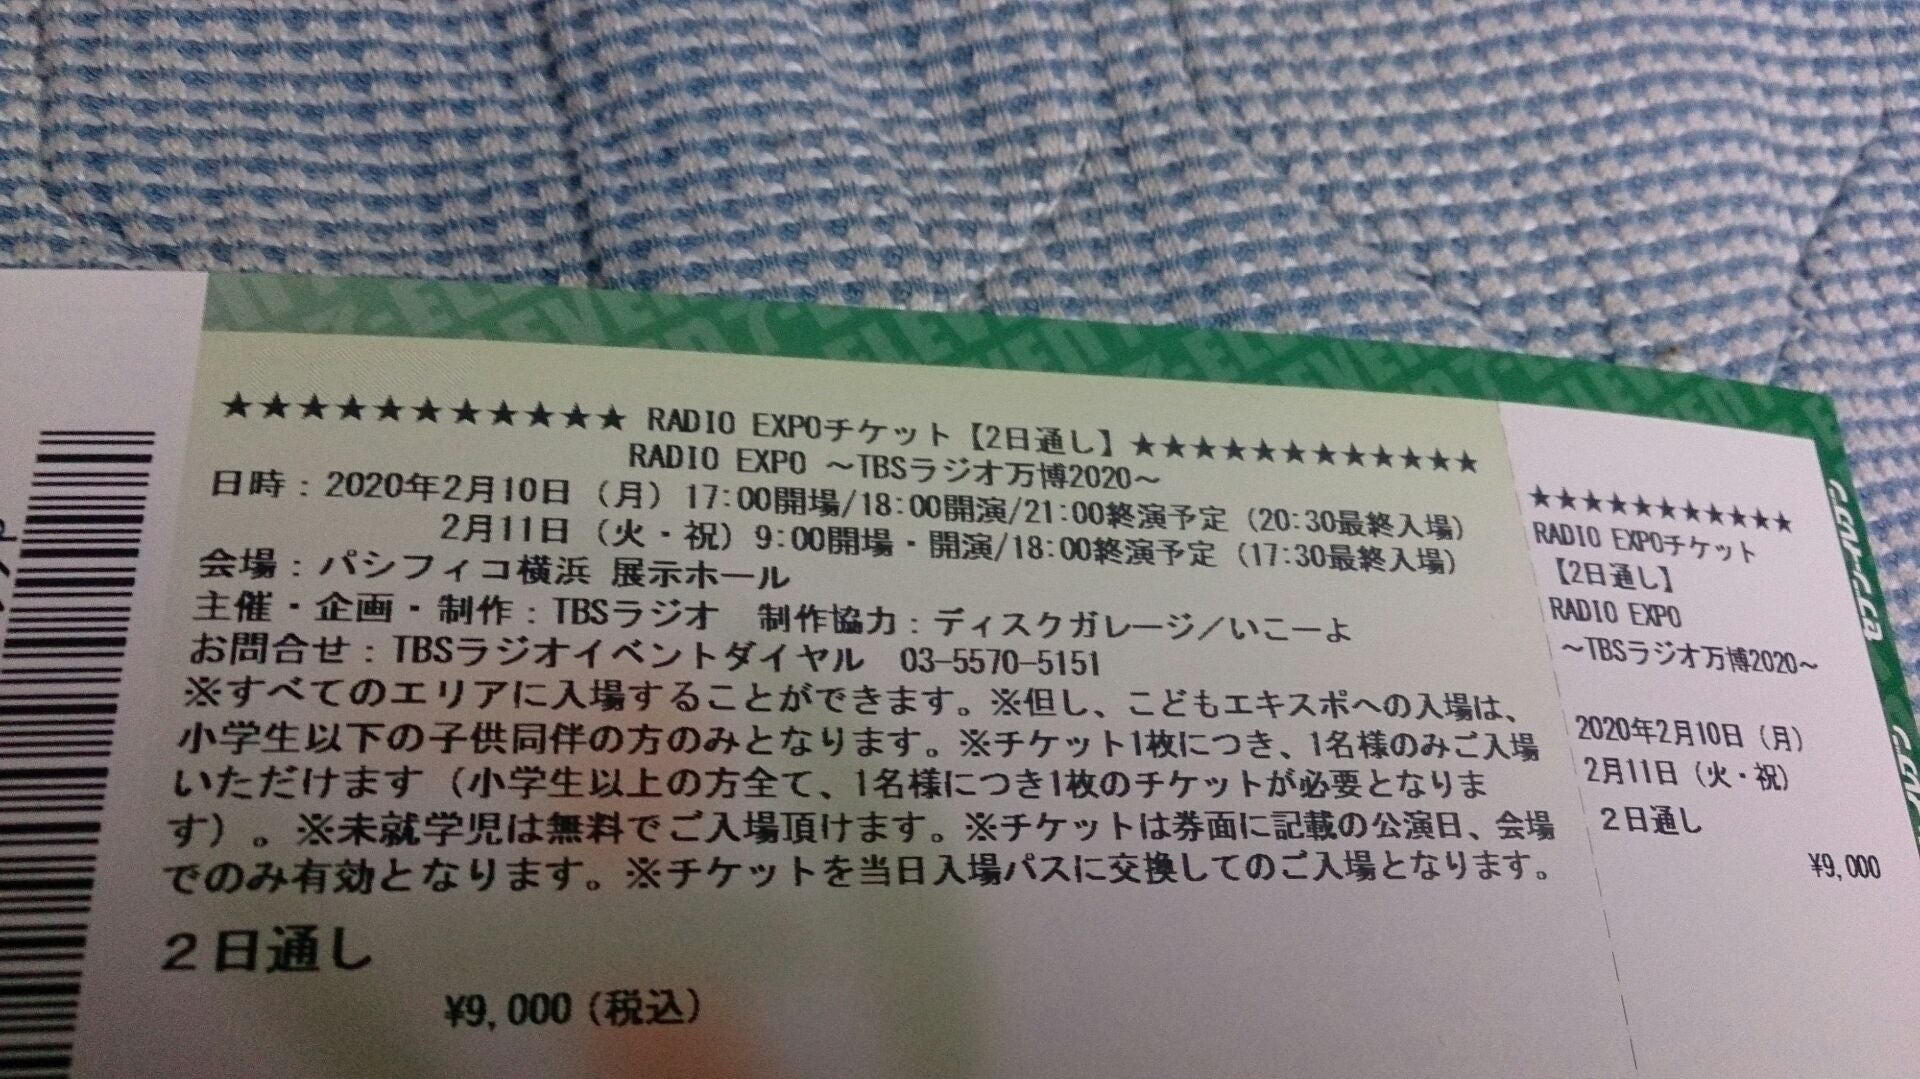 7-ELEVEN 7-ELEVEN 7-ELEVEN
★★★★★★★★★★★ RADIO EXPOチケット【2日通し】★★★★★★★★★★★★
RADIO EXPO ～TBSラジオ万博2020～
日時：2020年2月10日（月）17:00開場/18:00開演/21:00終演予定（20:30最終入場）
2月11日（火・祝）9:00開場・開演/18:00終演予定（17:30最終入場）
会場：パシフィコ横浜 展示ホール
主催・企画・制作：TBSラジオ　制作協力：ディスクガレージ／いこーよ
お問合せ：TBSラジオイベントダイヤル　03-5570-5151
※すべてのエリアに入場することができます。※但し、こどもエキスポへの入場は、
小学生以下の子供同伴の方のみとなります。※チケット1枚につき、1名様のみご入場
いただけます（小学生以上の方全て、1名様につき1枚のチケットが必要となりま
す）。※未就学児は無料でご入場頂けます。※チケットは券面に記載の公演日、会場
でのみ有効となります。※チケットを当日入場パスに交換してのご入場となります。
２日通し
¥9,000（税込）
★★★★★★★★★★★★
RADIO EXPOチケット
【2日通し】
RADIO EXPO
～TBSラジオ万博2020～
2020年2月10日（月）
2月11日（火・祝）
２日通し
¥9,000
セブン-イレブン